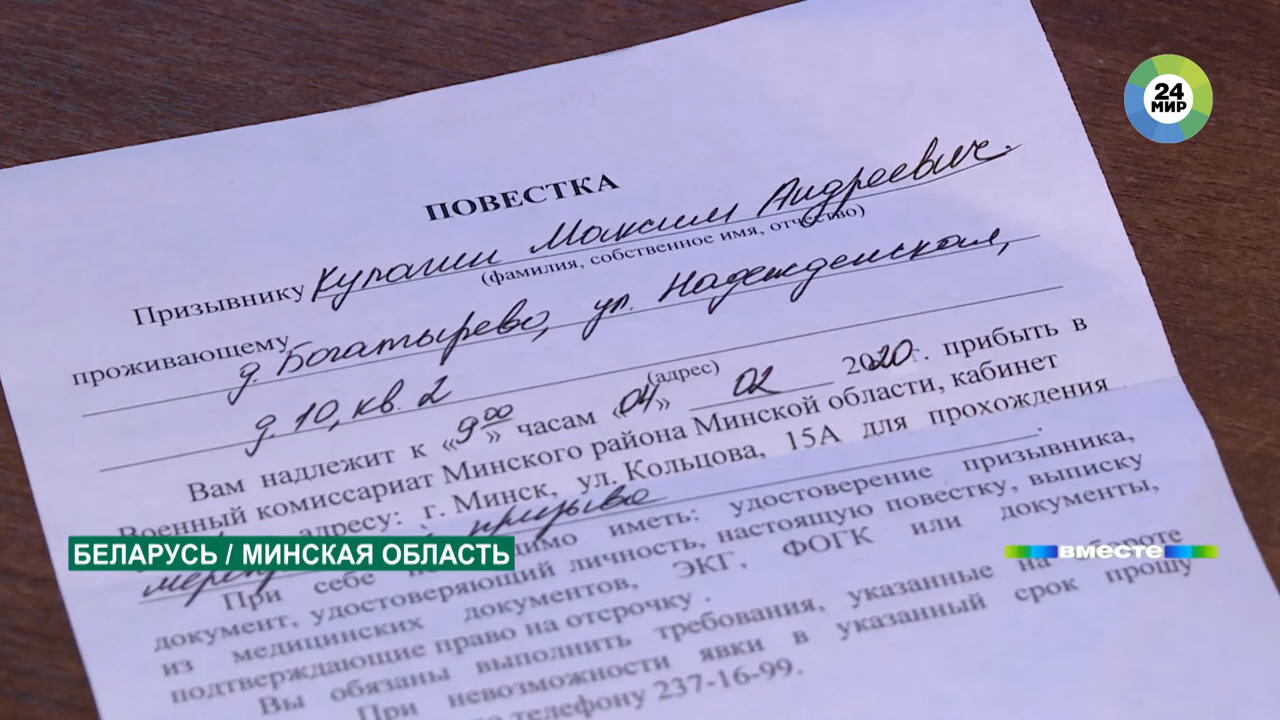 24
МИР
ПОВЕСТКА
Призывнику Курагин Максим Андреевич.
(фамилия, собственное имя, отчество)
проживающему д. Богатырево, ул. Надежденская,
(адрес)
д. 10, кв. 2
Вам надлежит к «9 00» часам «04» 02 2020 г. прибыть в
Военный комиссариат Минского района Минской области, кабинет
адресу: г. Минск, ул. Кольцова, 15А для прохождения
призыва .
При себе иметь: удостоверение призывника,
документ, удостоверяющий личность, настоящую повестку, выписку
из медицинских документов, ЭКГ, ФОГК или документы,
подтверждающие право на отсрочку .
Вы обязаны выполнить требования, указанные на обороте
При невозможности явки в указанный срок прошу
телефону 237-16-99.
БЕЛАРУСЬ / МИНСКАЯ ОБЛАСТЬ
вместе